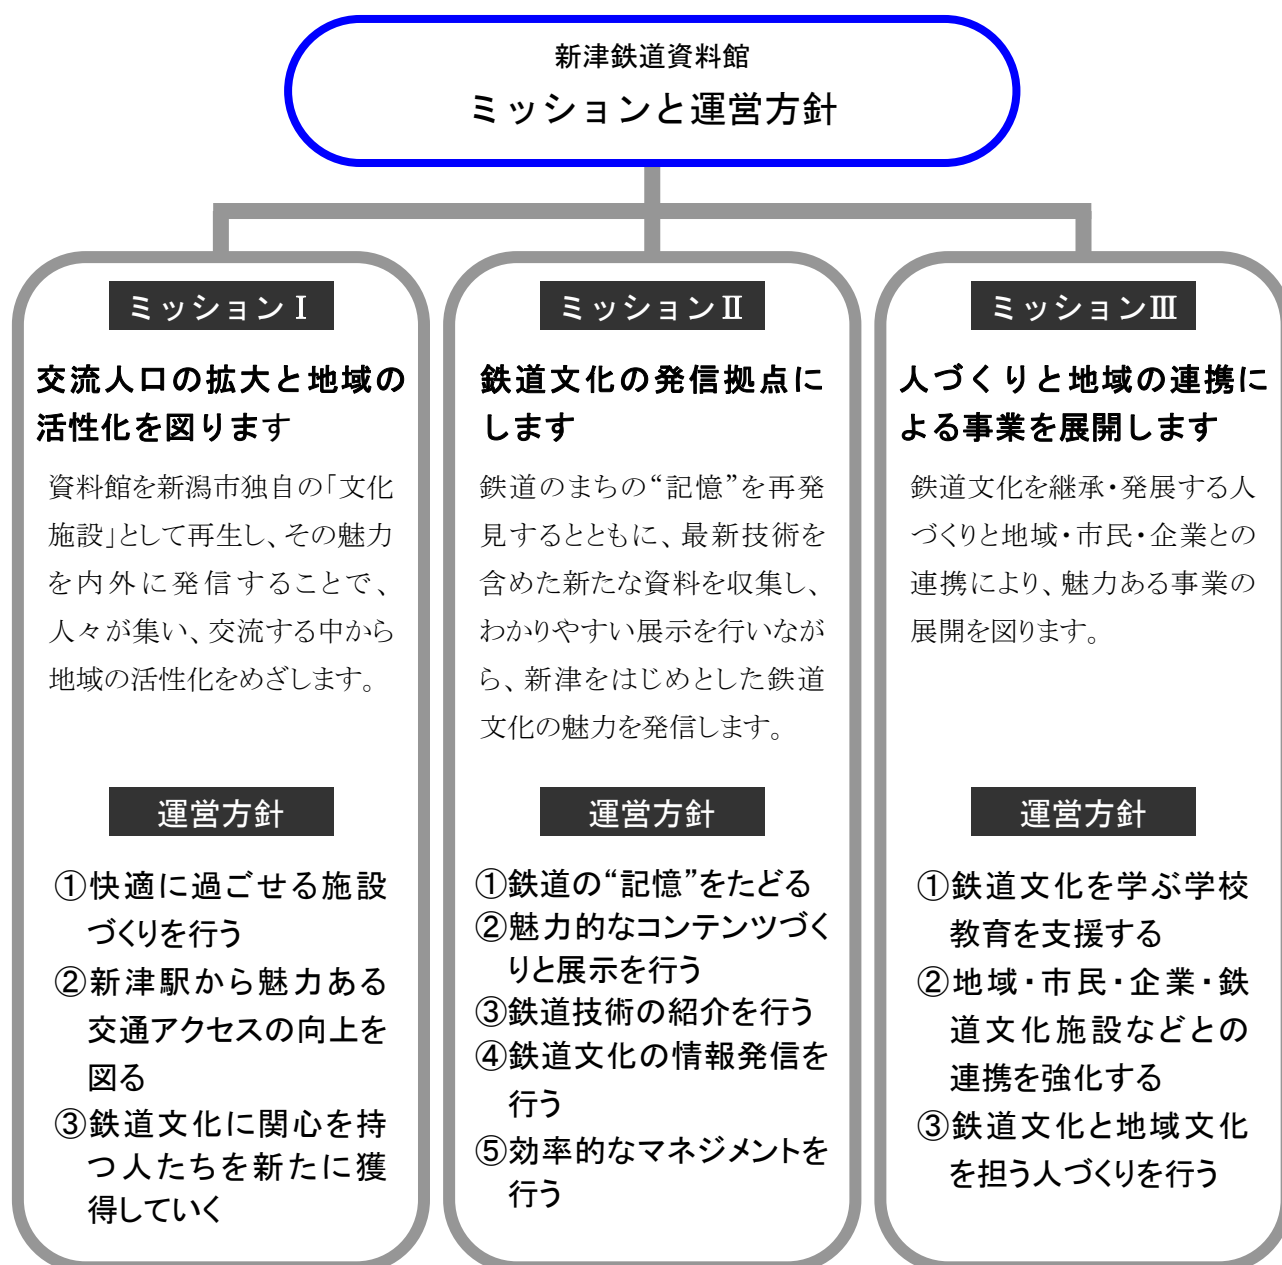 新津鉄道資料館
ミッションと運営方針
ミッションⅠ
交流人口の拡大と地域の
活性化を図ります
資料館を新潟市独自の「文化
施設」として再生し、その魅力
を内外に発信することで、
人々が集い、交流する中から
地域の活性化をめざします。
運営方針
①快適に過ごせる施設
づくりを行う
②新津駅から魅力ある
交通アクセスの向上を
図る
③鉄道文化に関心を持
つ人たちを新たに獲
得していく
ミッションⅡ
鉄道文化の発信拠点に
します
鉄道のまちの“記憶”を再発
見するとともに、最新技術を
含めた新たな資料を収集し、
わかりやすい展示を行いなが
ら、新津をはじめとした鉄道
文化の魅力を発信します。
運営方針
①鉄道の“記憶”をたどる
②魅力的なコンテンツづく
りと展示を行う
③鉄道技術の紹介を行う
④鉄道文化の情報発信を
行う
⑤効率的なマネジメントを
行う
ミッションⅢ
人づくりと地域の連携に
よる事業を展開します
鉄道文化を継承・発展する人
づくりと地域・市民・企業との
連携により、魅力ある事業の
展開を図ります。
運営方針
①鉄道文化を学ぶ学校
教育を支援する
②地域・市民・企業・鉄
道文化施設などとの
連携を強化する
③鉄道文化と地域文化
を担う人づくりを行う